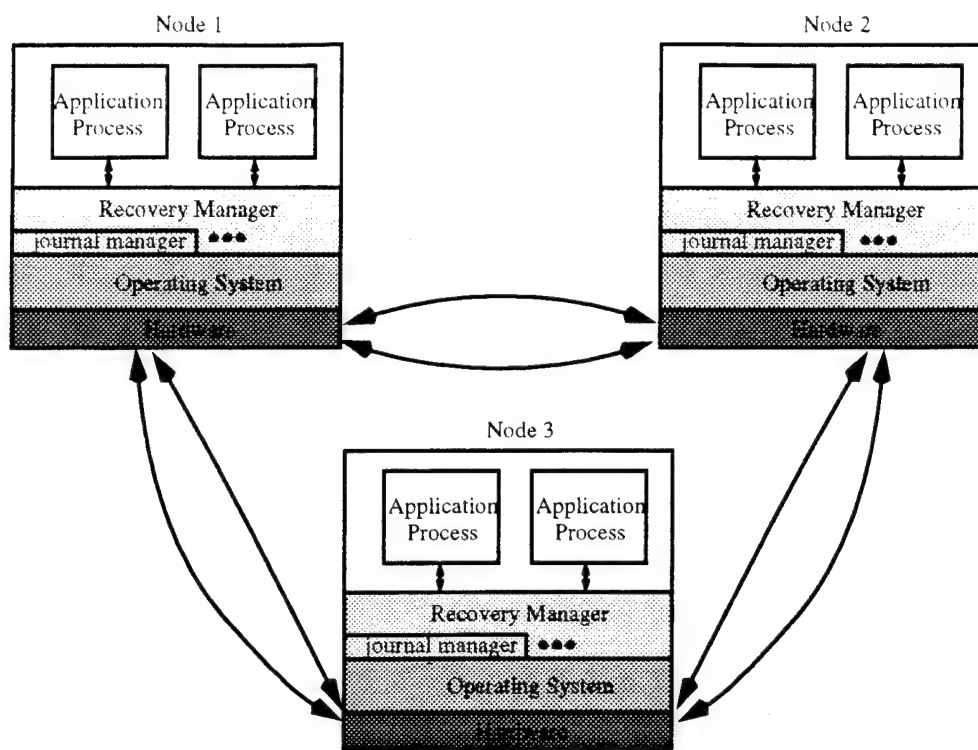 Node 1
Application Process
Application Process
Recovery Manager
journal manager
Operating System
Hardware
Node 2
Application Process
Application Process
Recovery Manager
journal manager
Operating System
Hardware
Node 3
Application Process
Application Process
Recovery Manager
journal manager
Operating System
Hardware